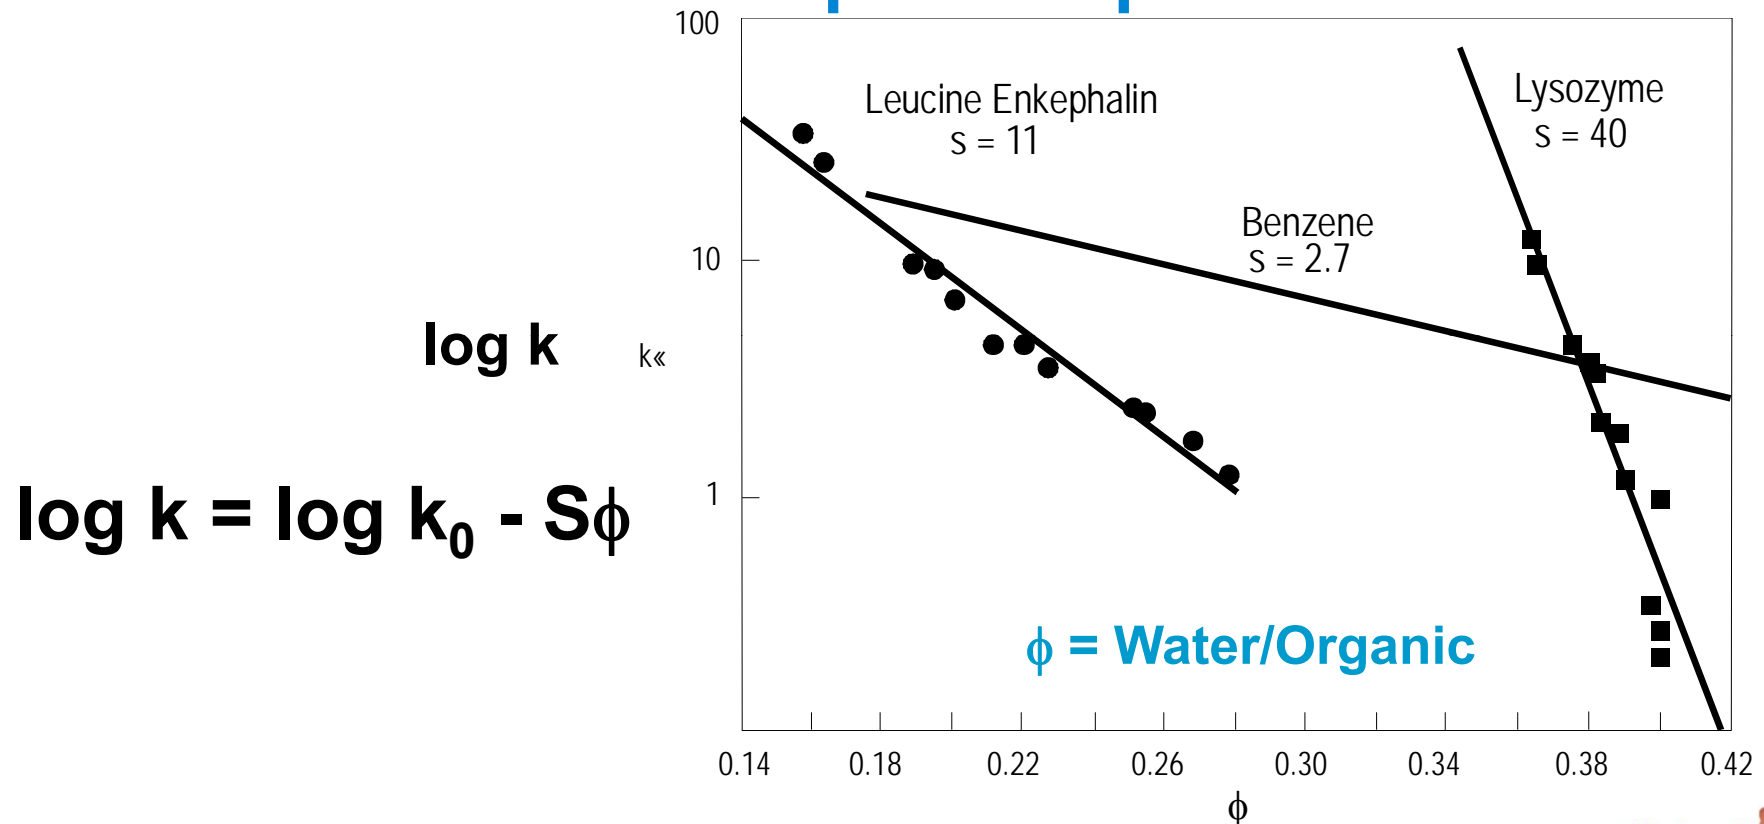 100
Leucine Enkephalin
s = 11
Lysozyme
s = 40
Benzene
s = 2.7
10
log k
k«
1
log k = log k₀ - Sϕ
ϕ = Water/Organic
0.14 0.18 0.22 0.26 0.30 0.34 0.38 0.42
ϕ